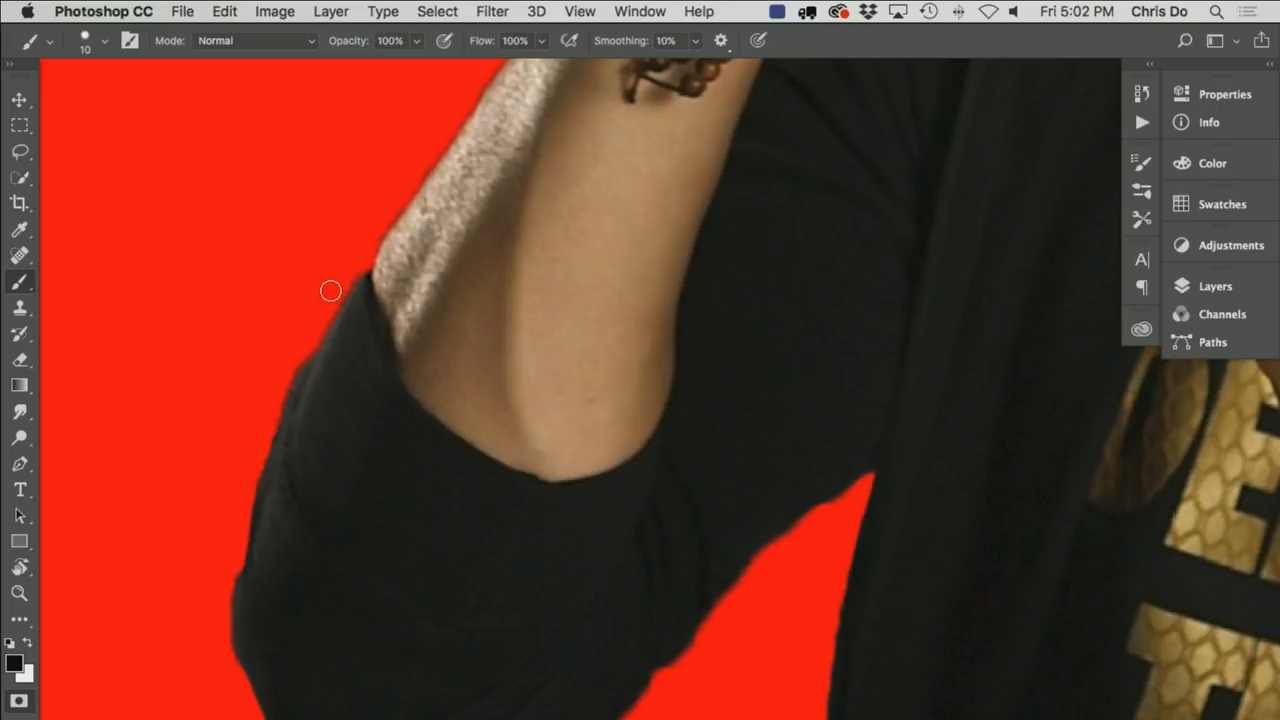 Photoshop CC File Edit Image Layer Type Select Filter 3D View Window Help Fri 5:02 PM Chris Do
10 Mode: Normal Opacity: 100% Flow: 100% Smoothing: 10%
Properties
Info
Color
Swatches
Adjustments
Layers
Channels
Paths